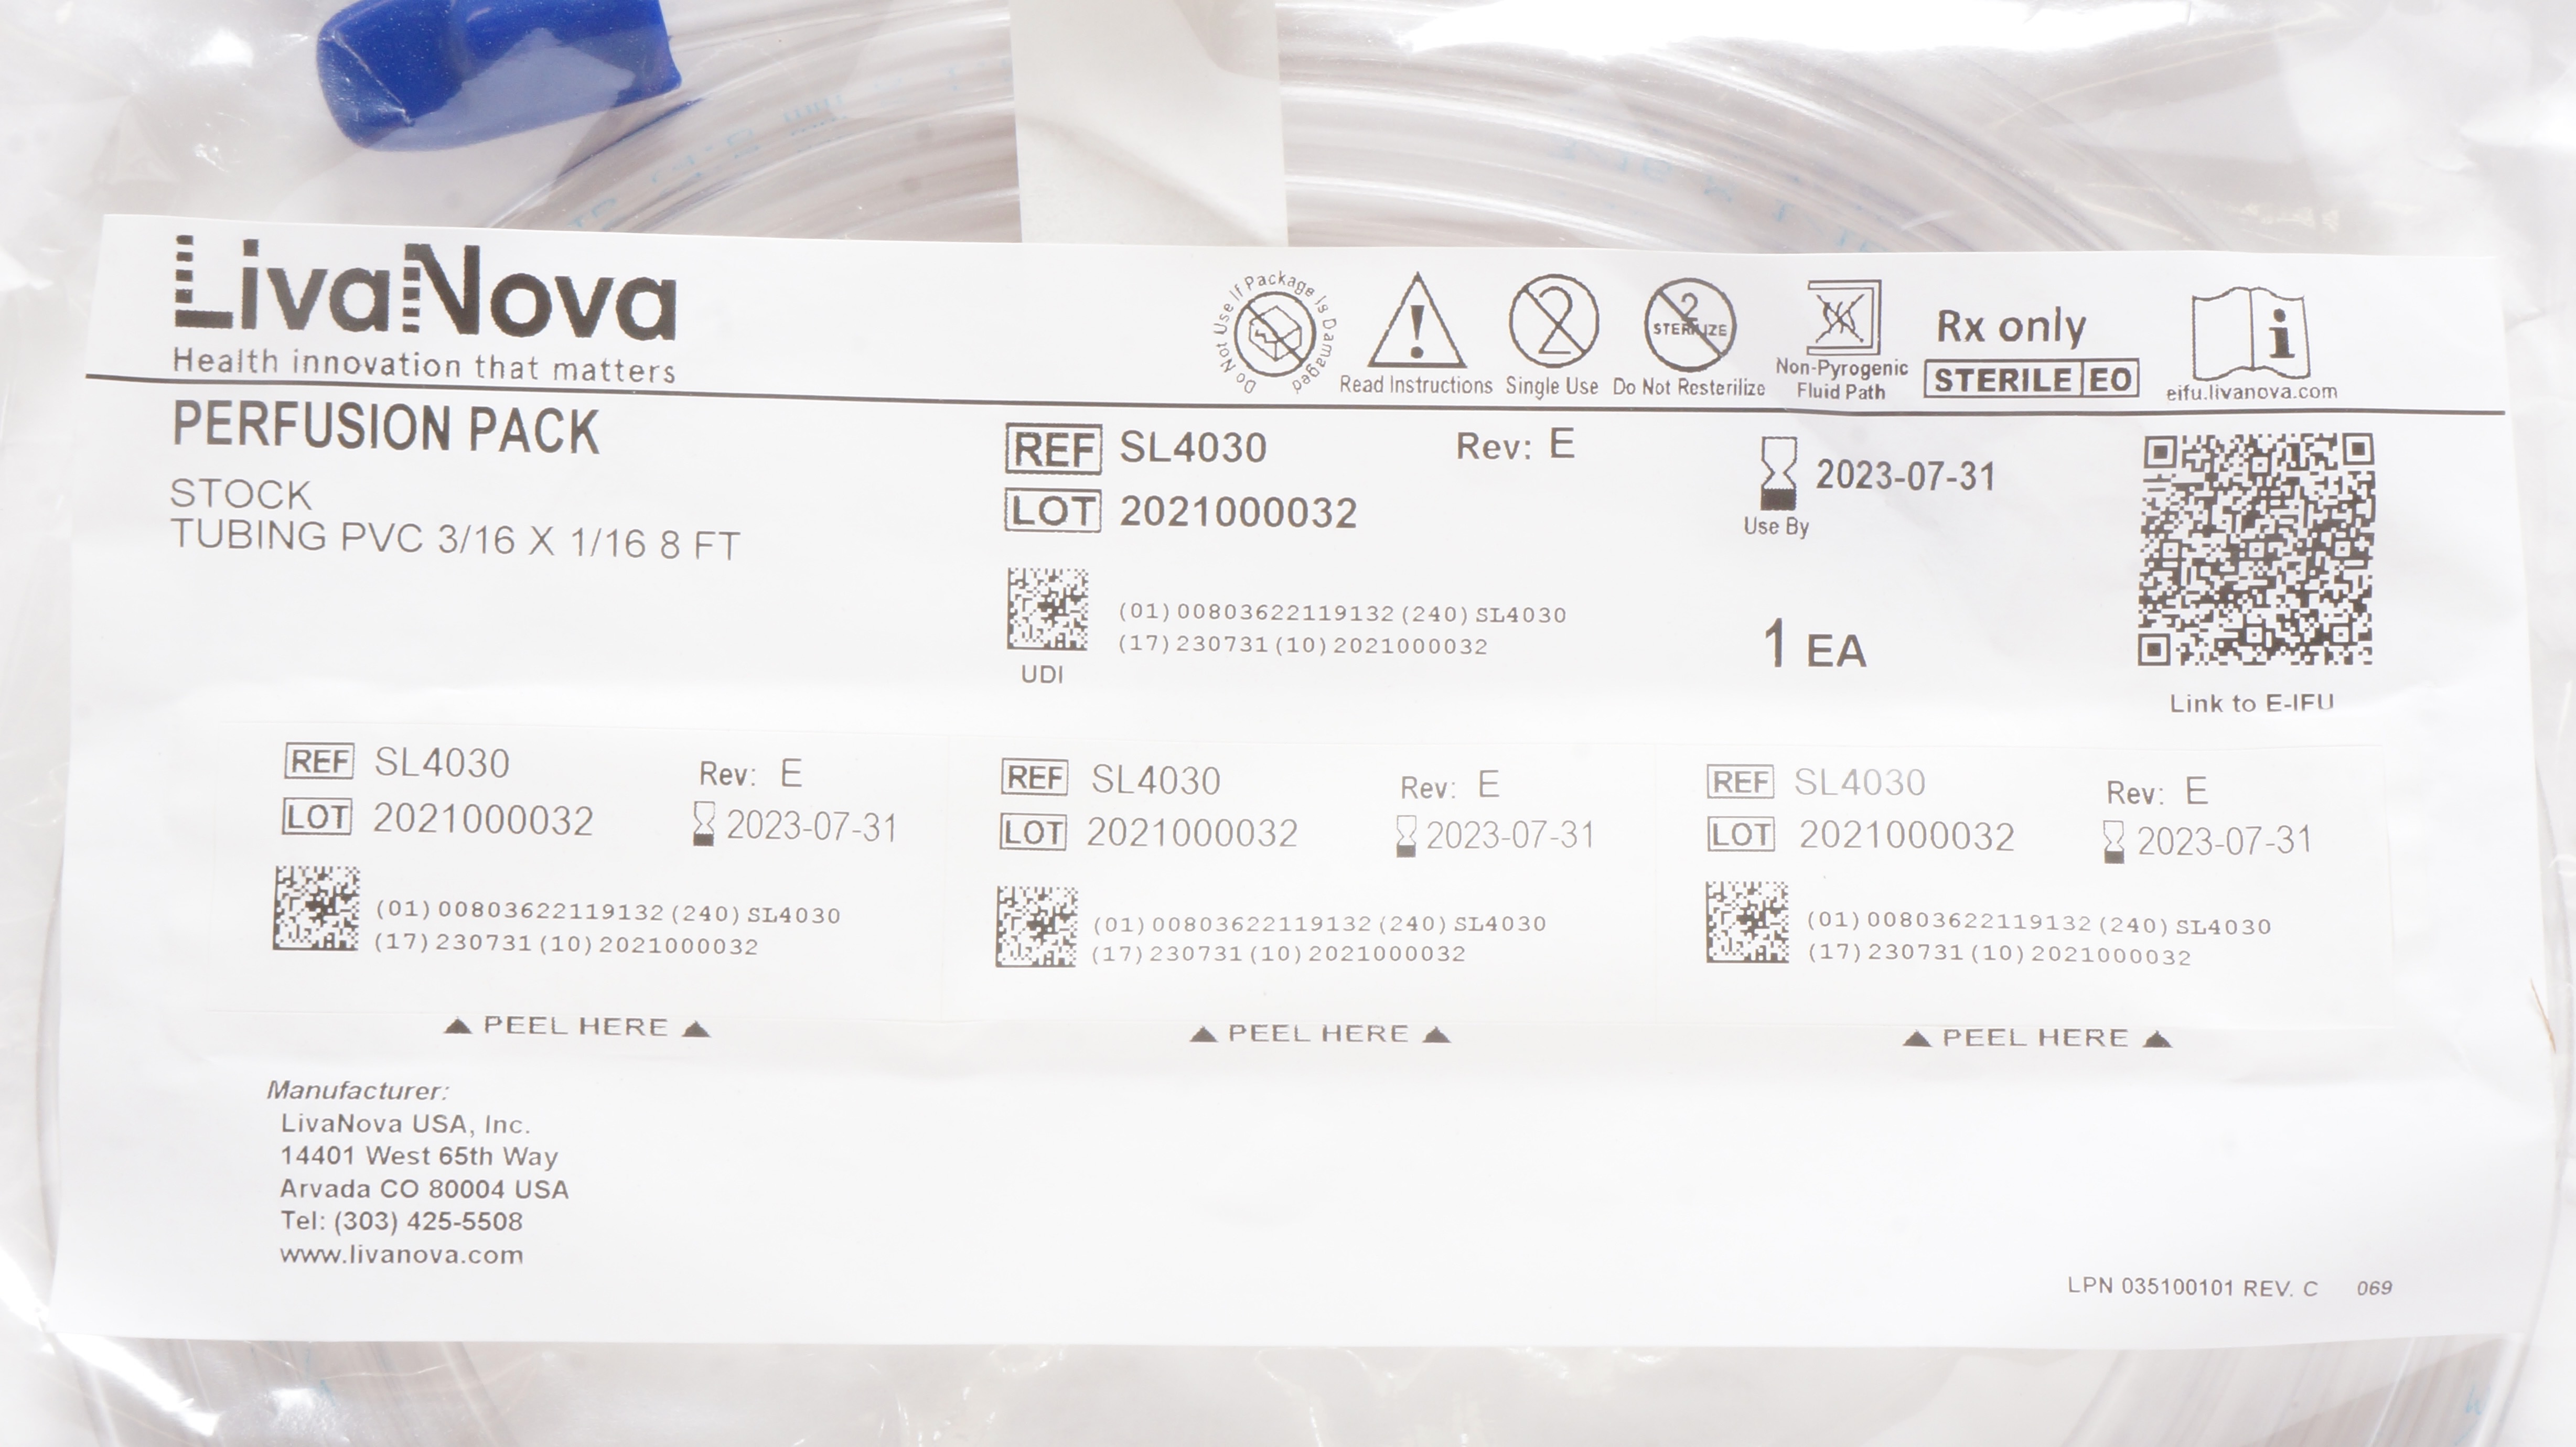 LivaNova
Health innovation that matters
Do Not Use If Package Is Damaged
Read Instructions
2
Single Use
2
STERILIZE
Do Not Resterilize
Non-Pyrogenic
Fluid Path
Rx only
STERILE EO
i
eifu.livanova.com
PERFUSION PACK
STOCK
TUBING PVC 3/16 X 1/16 8 FT
REF SL4030 Rev: E
LOT 2021000032
2023-07-31
Use By
(01)00803622119132(240)SL4030
(17)230731(10)2021000032
UDI
1 EA
Link to E-IFU
REF SL4030 Rev: E
LOT 2021000032 2023-07-31
(01)00803622119132(240)SL4030
(17)230731(10)2021000032
PEEL HERE
REF SL4030 Rev: E
LOT 2021000032 2023-07-31
(01)00803622119132(240)SL4030
(17)230731(10)2021000032
PEEL HERE
REF SL4030 Rev: E
LOT 2021000032 2023-07-31
(01)00803622119132(240)SL4030
(17)230731(10)2021000032
PEEL HERE
Manufacturer:
LivaNova USA, Inc.
14401 West 65th Way
Arvada CO 80004 USA
Tel: (303) 425-5508
www.livanova.com
LPN 035100101 REV. C 069